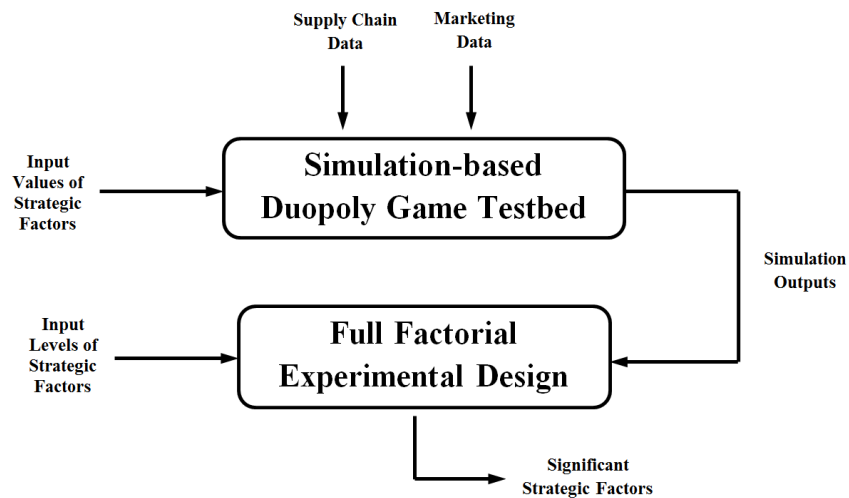 Supply Chain
Data
Marketing
Data
Input
Values of
Strategic
Factors
Simulation-based
Duopoly Game Testbed
Simulation
Outputs
Input
Levels of
Strategic
Factors
Full Factorial
Experimental Design
Significant
Strategic Factors